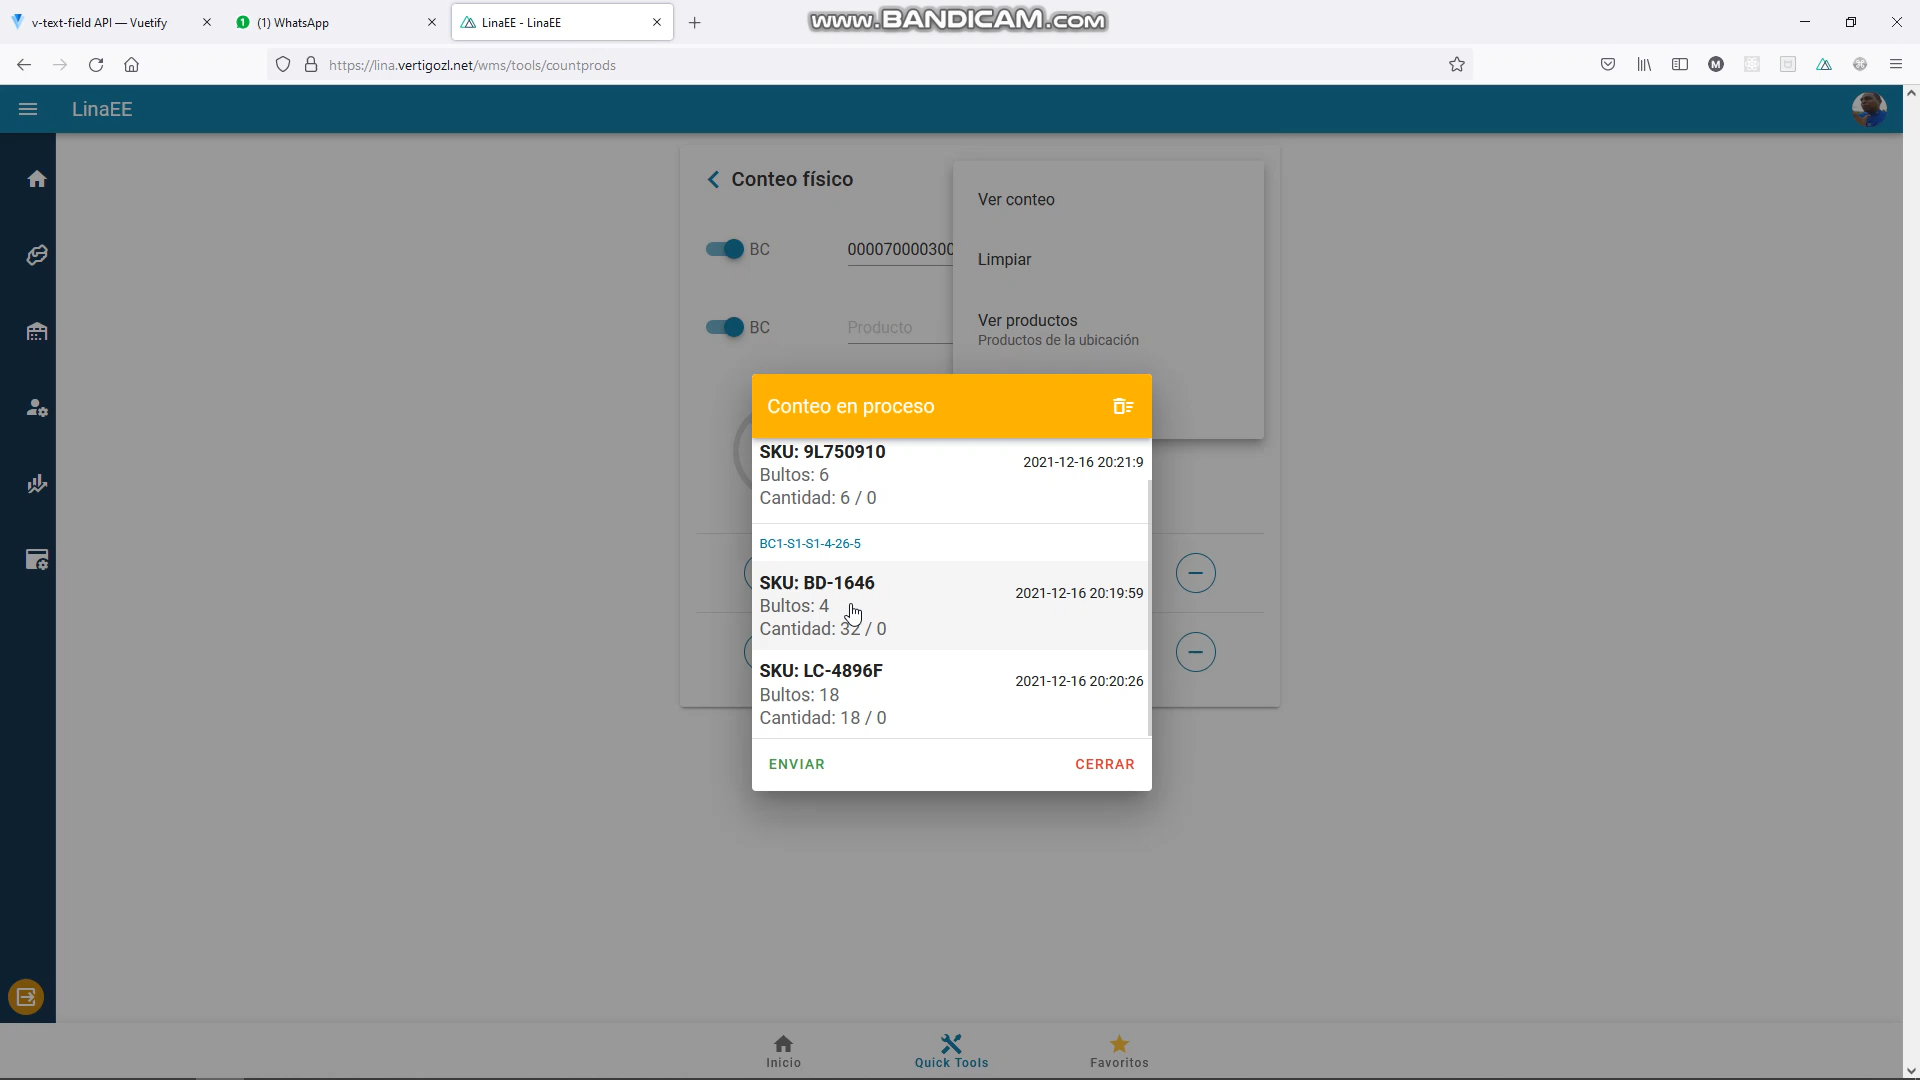 v-text-field API — Vuetify
(1) WhatsApp
LinaEE - LinaEE
www.BANDICAM.com
https://lina.vertigozl.net/wms/tools/countprods
LinaEE
Conteo físico
BC
000070000300
BC
Producto
Ver conteo
Limpiar
Ver productos
Productos de la ubicación
Conteo en proceso
SKU: 9L750910
2021-12-16 20:21:9
Bultos: 6
Cantidad: 6 / 0
BC1-S1-S1-4-26-5
SKU: BD-1646
2021-12-16 20:19:59
Bultos: 4
Cantidad: 32 / 0
SKU: LC-4896F
2021-12-16 20:20:26
Bultos: 18
Cantidad: 18 / 0
ENVIAR
CERRAR
Inicio
Quick Tools
Favoritos